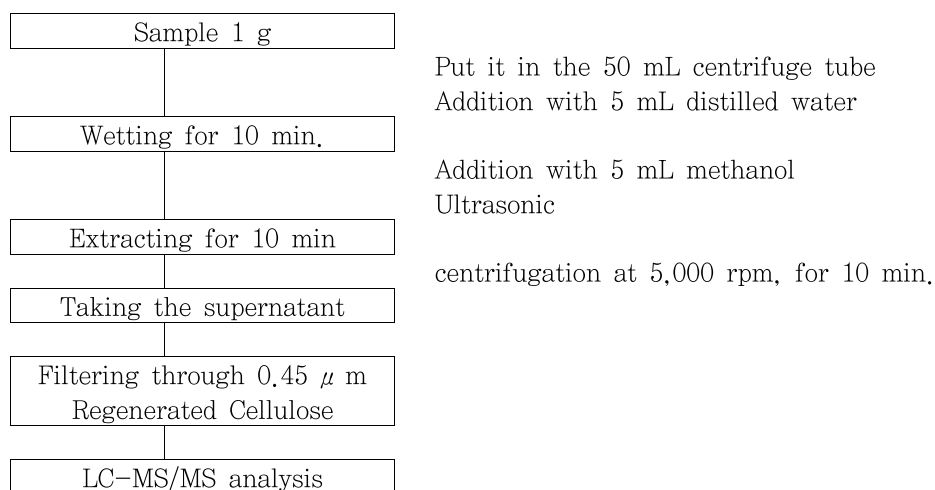 Sample 1 g
Put it in the 50 mL centrifuge tube
Addition with 5 mL distilled water
Wetting for 10 min.
Addition with 5 mL methanol
Ultrasonic
Extracting for 10 min
centrifugation at 5,000 rpm, for 10 min.
Taking the supernatant
Filtering through 0.45 μ m
Regenerated Cellulose
LC-MS/MS analysis